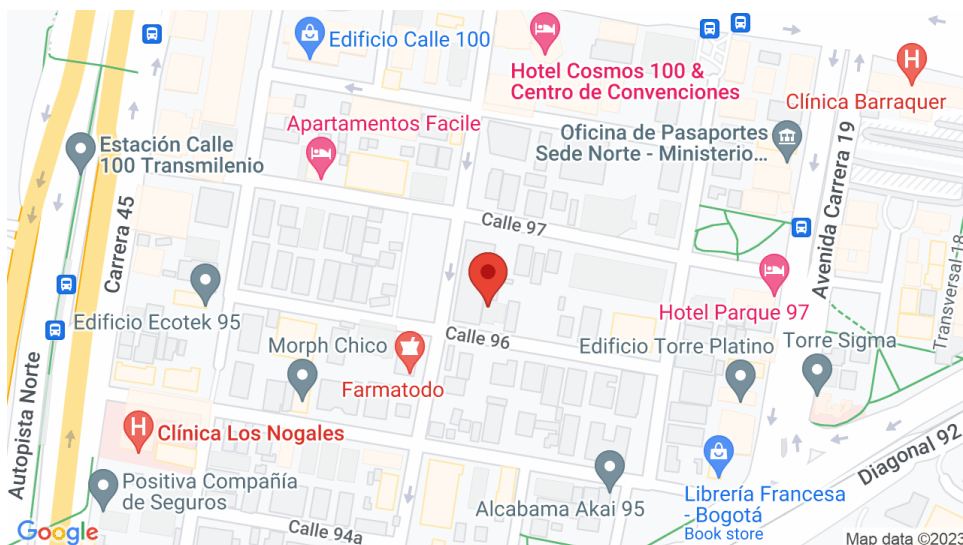 Edificio Calle 100
Hotel Cosmos 100 &
Centro de Convenciones
H
Clínica Barraquer
Apartamentos Facile
Oficina de Pasaportes
Sede Norte - Ministerio...
Estación Calle
100 Transmilenio
Avenida Carrera 19
Carrera 45
Calle 97
Transversal 18
Hotel Parque 97
Edificio Ecotek 95
Calle 96
Morph Chico
Edificio Torre Platino
Torre Sigma
Farmatodo
Autopista Norte
H
Clínica Los Nogales
Diagonal 92
Positiva Compañía
de Seguros
Alcabama Akai 95
Librería Francesa
- Bogotá
Book store
Calle 94a
Google
Map data ©2023